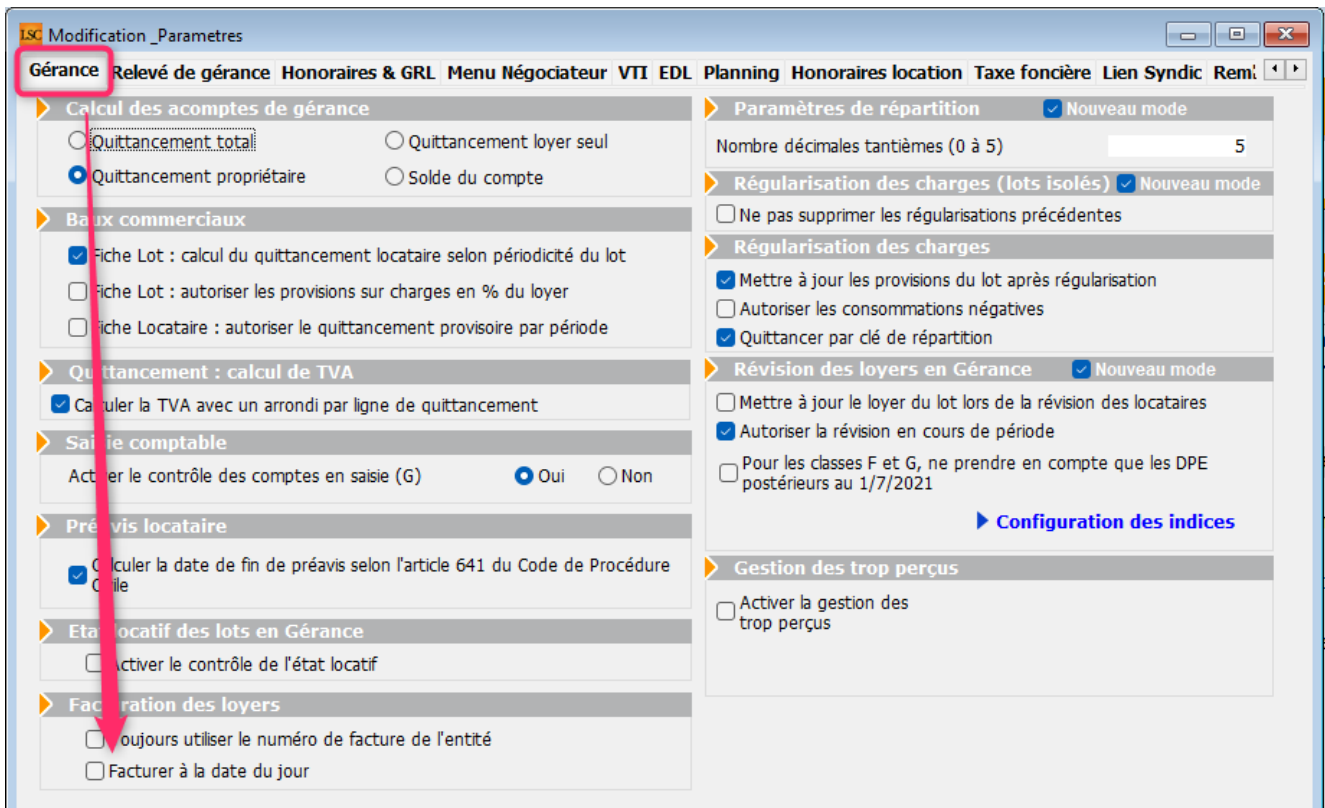 LSC Modification _Parametres
Gérance Relevé de gérance Honoraires & GRL Menu Négociateur VTI EDL Planning Honoraires location Taxe foncière Lien Syndic
Calcul des acomptes de gérance
Quittancement total Quittancement loyer seul
Quittancement propriétaire Solde du compte
Baux commerciaux
Fiche Lot : calcul du quittancement locataire selon périodicité du lot
Fiche Lot : autoriser les provisions sur charges en % du loyer
Fiche Locataire : autoriser le quittancement provisoire par période
Quittancement : calcul de TVA
Calculer la TVA avec un arrondi par ligne de quittancement
Saisie comptable
Activer le contrôle des comptes en saisie (G) Oui Non
Préavis locataire
Calculer la date de fin de préavis selon l'article 641 du Code de Procédure
Civile
Etat locatif des lots en Gérance
Activer le contrôle de l'état locatif
Facturation des loyers
Toujours utiliser le numéro de facture de l'entité
Facturer à la date du jour
Paramètres de répartition Nouveau mode
Nombre décimales tantièmes (0 à 5) 5
Régularisation des charges (lots isolés) Nouveau mode
Ne pas supprimer les régularisations précédentes
Régularisation des charges
Mettre à jour les provisions du lot après régularisation
Autoriser les consommations négatives
Quittancer par clé de répartition
Révision des loyers en Gérance Nouveau mode
Mettre à jour le loyer du lot lors de la révision des locataires
Autoriser la révision en cours de période
Pour les classes F et G, ne prendre en compte que les DPE
postérieurs au 1/7/2021
Configuration des indices
Gestion des trop perçus
Activer la gestion des
trop perçus